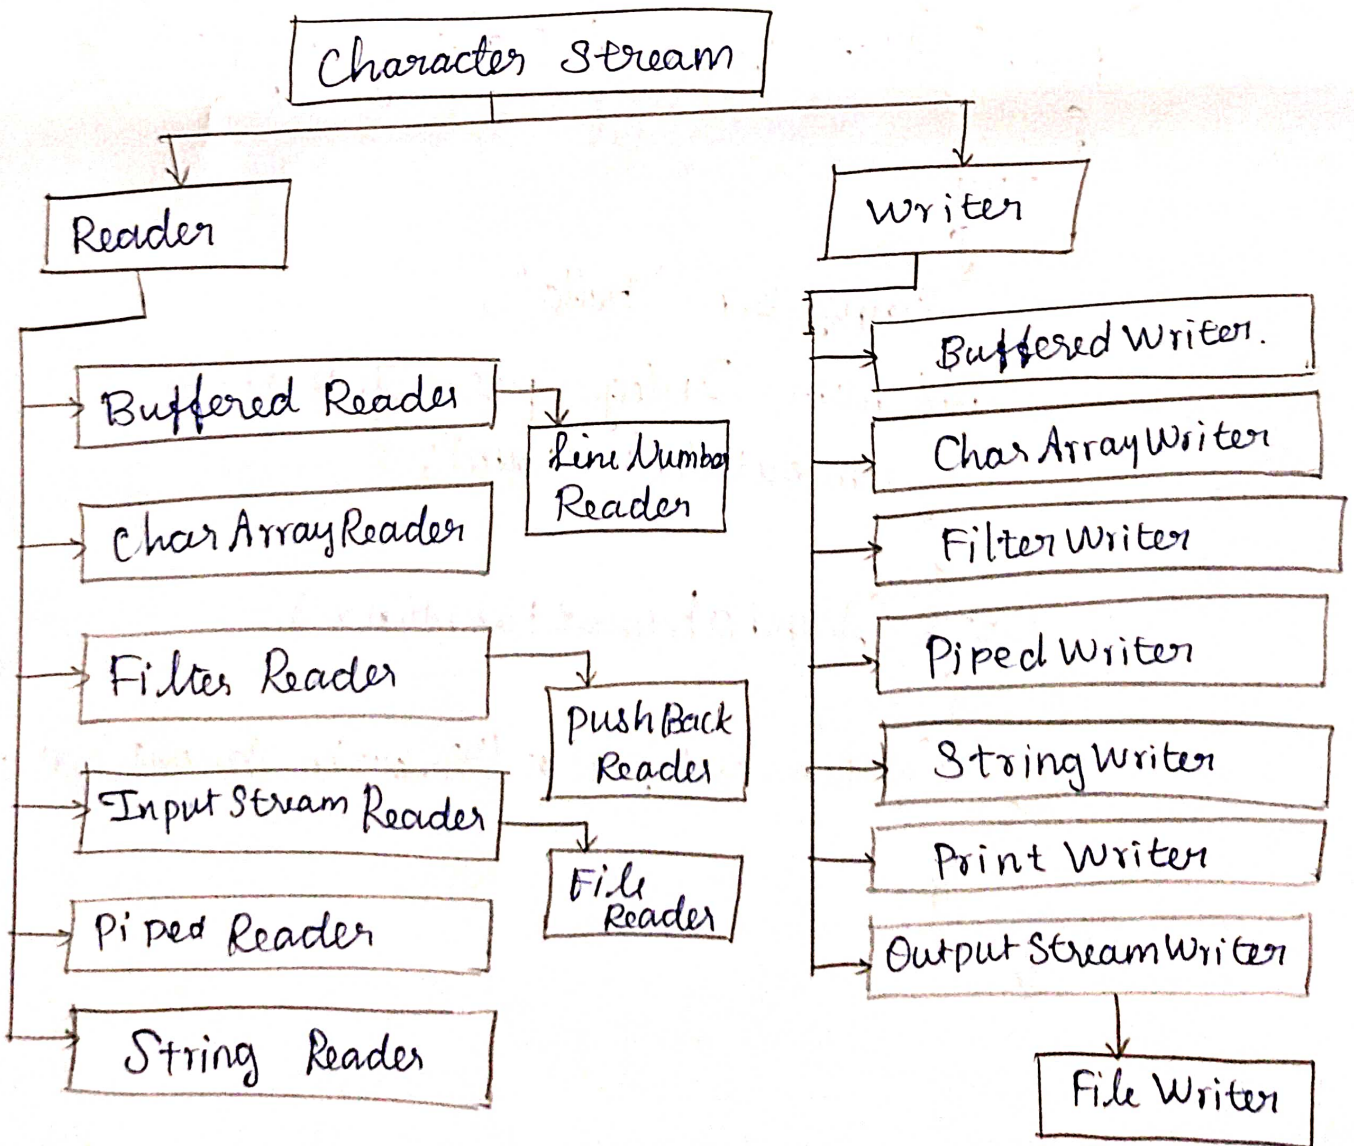 Character Stream
Reader
Writer
Buffered Reader
Line Number
Reader
Char Array Reader
Filter Reader
Push Back
Reader
Input Stream Reader
File
Reader
Piped Reader
String Reader
Buffered Writer.
Char Array Writer
Filter Writer
Piped Writer
String Writer
Print Writer
Output Stream Writer
File Writer